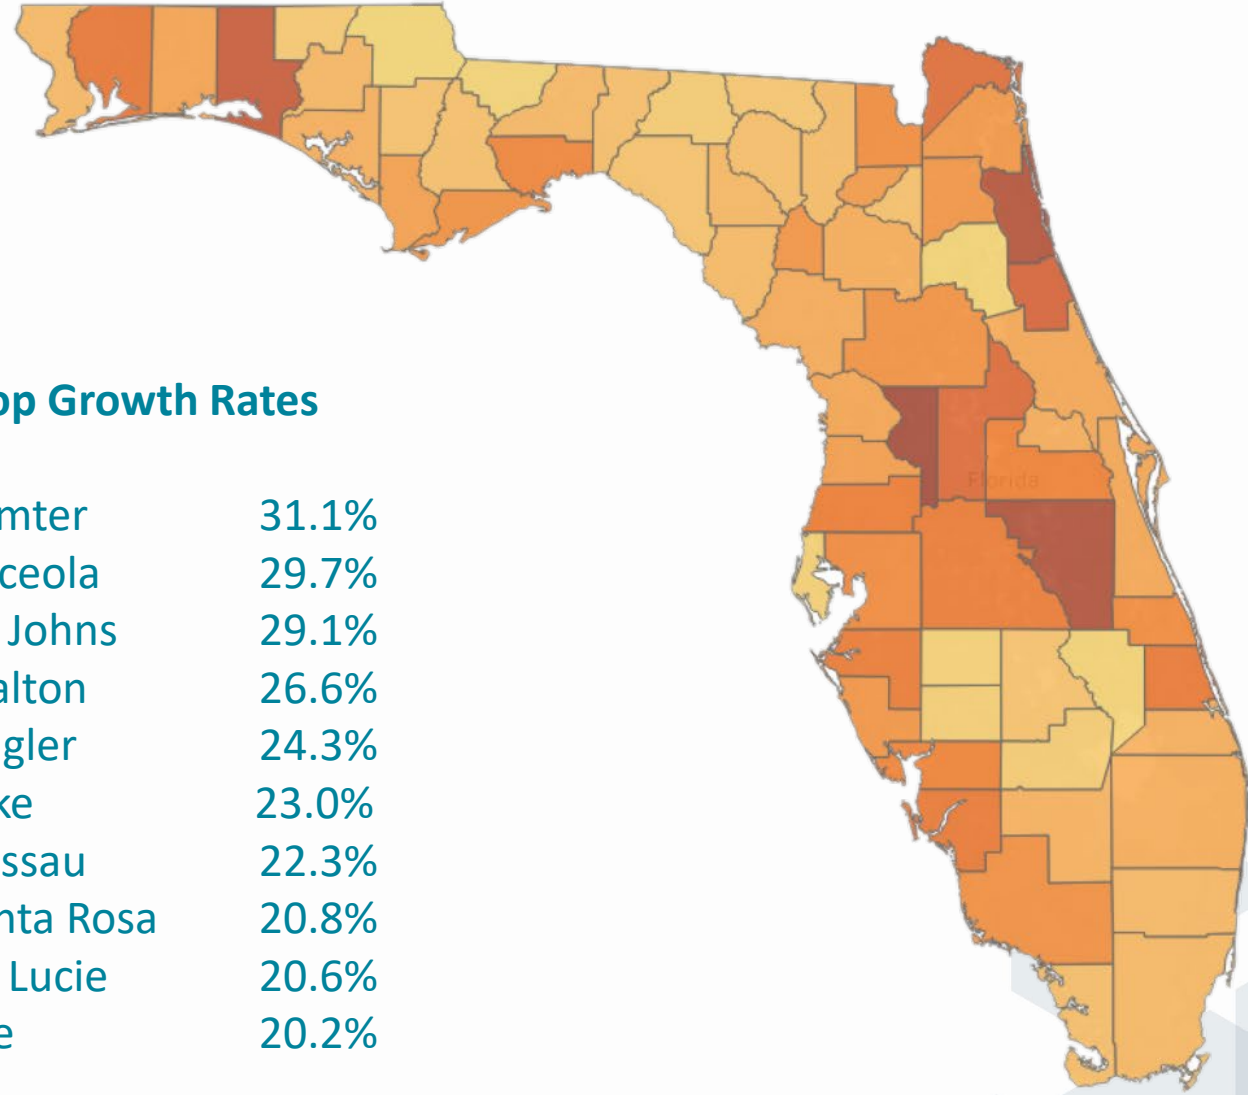 op Growth Rates
mter 31.1%
ceola 29.7%
Johns 29.1%
alton 26.6%
gler 24.3%
ke 23.0%
ssau 22.3%
nta Rosa 20.8%
Lucie 20.6%
e 20.2%
Florida